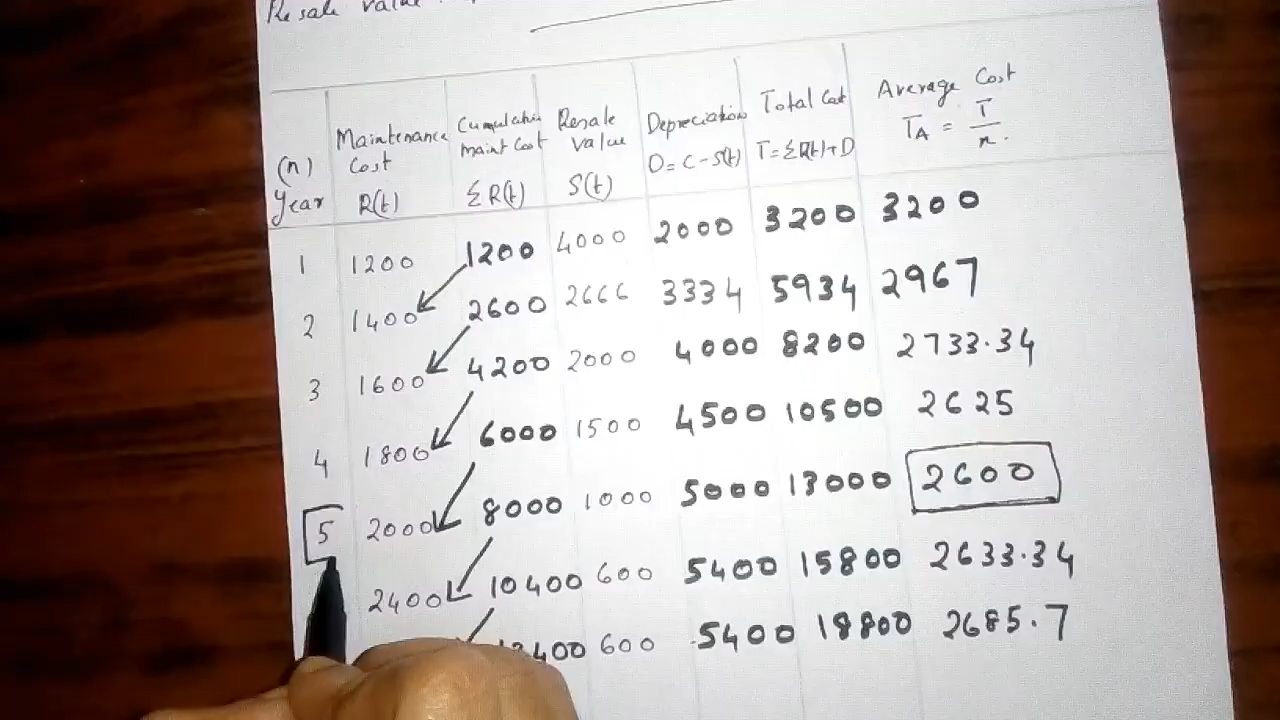 Resale Value
(n) Year | Maintenance Cost R(t) | Cumulative Maint Cost ΣR(t) | Resale Value S(t) | Depreciation D = C - S(t) | Total Cost T = ΣR(t) + D | Average Cost TA = T/n.
1 1200 1200 4000 2000 3200 3200
2 1400 2600 2666 3334 5934 2967
3 1600 4200 2000 4000 8200 2733.34
4 1800 6000 1500 4500 10500 2625
5 2000 8000 1000 5000 13000 2600
2400 10400 600 5400 15800 2633.34
600 5400 18800 2685.7